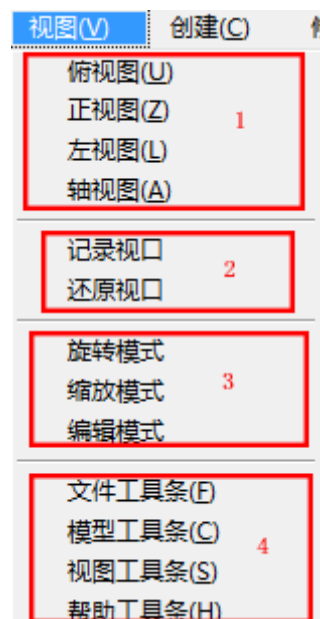 视图(V) 创建(C)
俯视图(U)
正视图(Z)
1
左视图(L)
轴视图(A)
记录视口
2
还原视口
旋转模式
缩放模式
3
编辑模式
文件工具条(F)
模型工具条(C)
4
视图工具条(S)
帮助工具条(H)